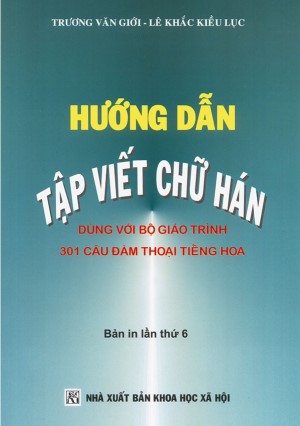 TRƯƠNG VĂN GIỚI - LÊ KHẮC KIỀU LỤC
HƯỚNG DẪN
TẬP VIẾT CHỮ HÁN
DÙNG VỚI BỘ GIÁO TRÌNH
301 CÂU ĐÀM THOẠI TIẾNG HOA
Bản in lần thứ 6
NHÀ XUẤT BẢN KHOA HỌC XÃ HỘI